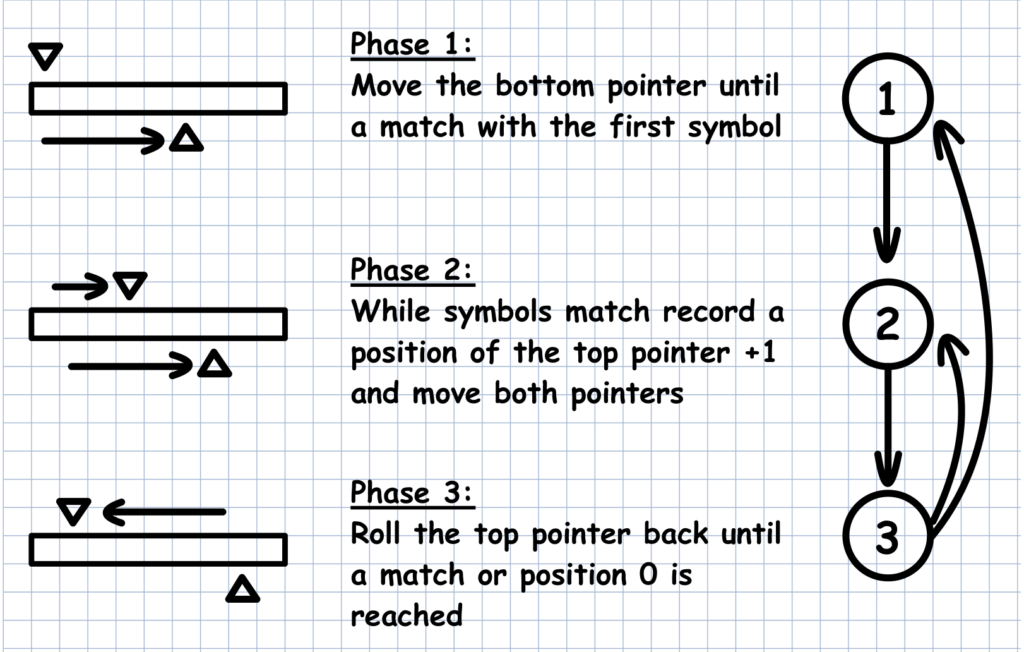 Phase 1:
Move the bottom pointer until
a match with the first symbol
1
Phase 2:
While symbols match record a
position of the top pointer +1
and move both pointers
2
Phase 3:
Roll the top pointer back until
a match or position 0 is
reached
3